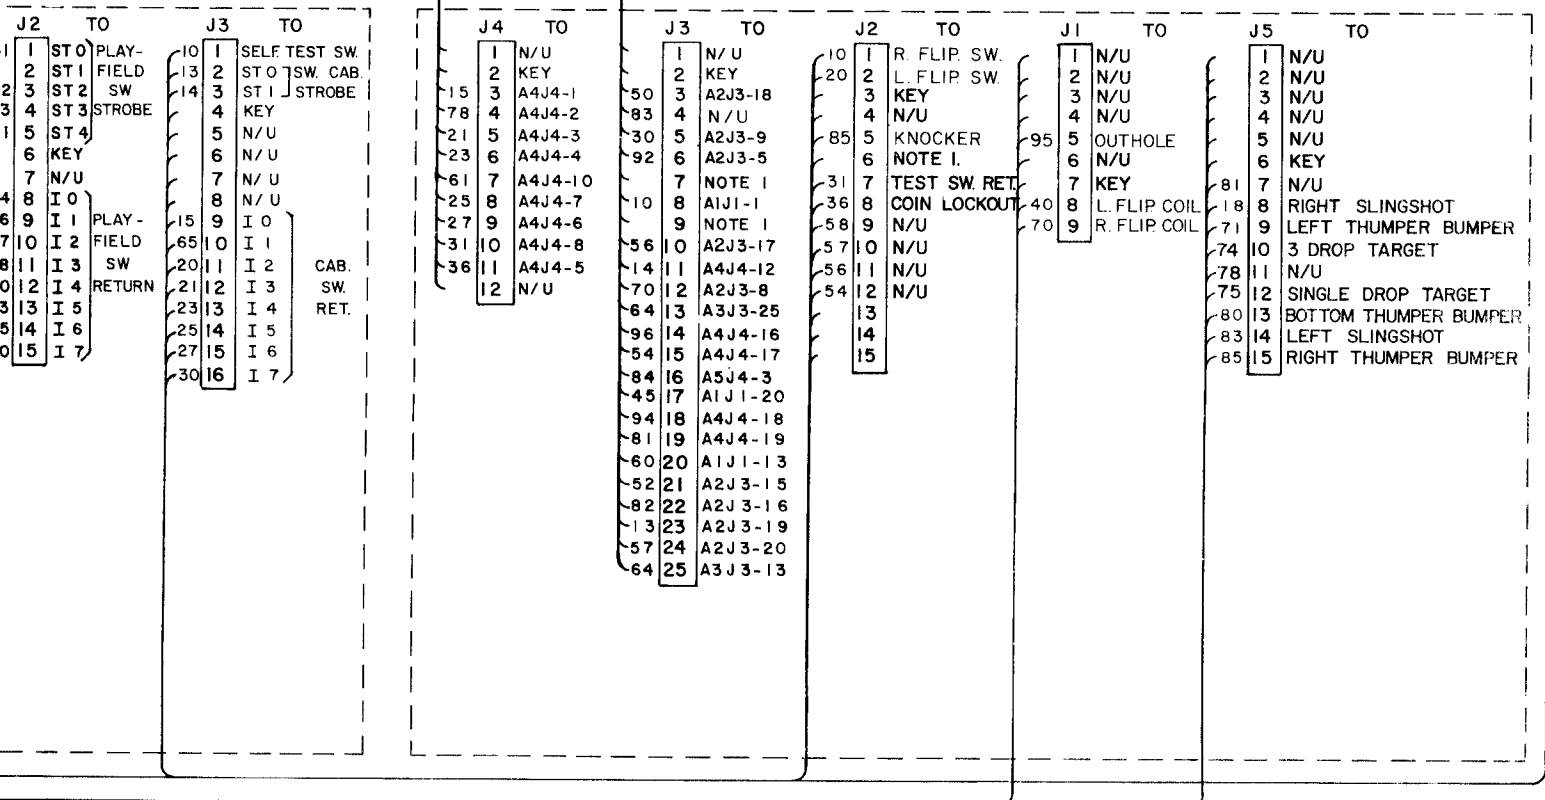 J2 TO
1 1 ST 0 PLAY-
2 ST 1 FIELD
2 3 ST 2 SW
3 4 ST 3 STROBE
1 5 ST 4
6 KEY
7 N/U
4 8 I 0
6 9 I 1 PLAY-
7 10 I 2 FIELD
8 11 I 3 SW
0 12 I 4 RETURN
3 13 I 5
5 14 I 6
0 15 I 7
J3 TO
10 1 SELF. TEST SW.
13 2 ST 0 SW. CAB.
14 3 ST 1 STROBE
4 KEY
5 N/U
6 N/U
7 N/U
8 N/U
15 9 I 0
65 10 I 1
20 11 I 2 CAB.
21 12 I 3 SW.
23 13 I 4 RET.
25 14 I 5
27 15 I 6
30 16 I 7
J4 TO
1 N/U
2 KEY
15 3 A4J4-1
78 4 A4J4-2
21 5 A4J4-3
23 6 A4J4-4
61 7 A4J4-10
25 8 A4J4-7
27 9 A4J4-6
31 10 A4J4-8
36 11 A4J4-5
12 N/U
J3 TO
1 N/U
2 KEY
50 3 A2J3-18
83 4 N/U
30 5 A2J3-9
92 6 A2J3-5
7 NOTE 1
10 8 A1J1-1
9 NOTE 1
56 10 A2J3-17
14 11 A4J4-12
70 12 A2J3-8
64 13 A3J3-25
96 14 A4J4-16
54 15 A4J4-17
84 16 A5J4-3
45 17 A1J1-20
94 18 A4J4-18
81 19 A4J4-19
60 20 A1J1-13
52 21 A2J3-15
82 22 A2J3-16
13 23 A2J3-19
57 24 A2J3-20
64 25 A3J3-13
J2 TO
10 1 R. FLIP. SW.
20 2 L. FLIP. SW.
3 KEY
4 N/U
85 5 KNOCKER
6 NOTE 1.
31 7 TEST SW. RET.
36 8 COIN LOCKOUT
58 9 N/U
57 10 N/U
56 11 N/U
54 12 N/U
13
14
15
J1 TO
1 N/U
2 N/U
3 N/U
4 N/U
95 5 OUTHOLE
6 N/U
7 KEY
40 8 L. FLIP. COIL
70 9 R. FLIP. COIL
J5 TO
1 N/U
2 N/U
3 N/U
4 N/U
5 N/U
6 KEY
81 7 N/U
18 8 RIGHT SLINGSHOT
71 9 LEFT THUMPER BUMPER
74 10 3 DROP TARGET
78 11 N/U
75 12 SINGLE DROP TARGET
80 13 BOTTOM THUMPER BUMPER
83 14 LEFT SLINGSHOT
85 15 RIGHT THUMPER BUMPER